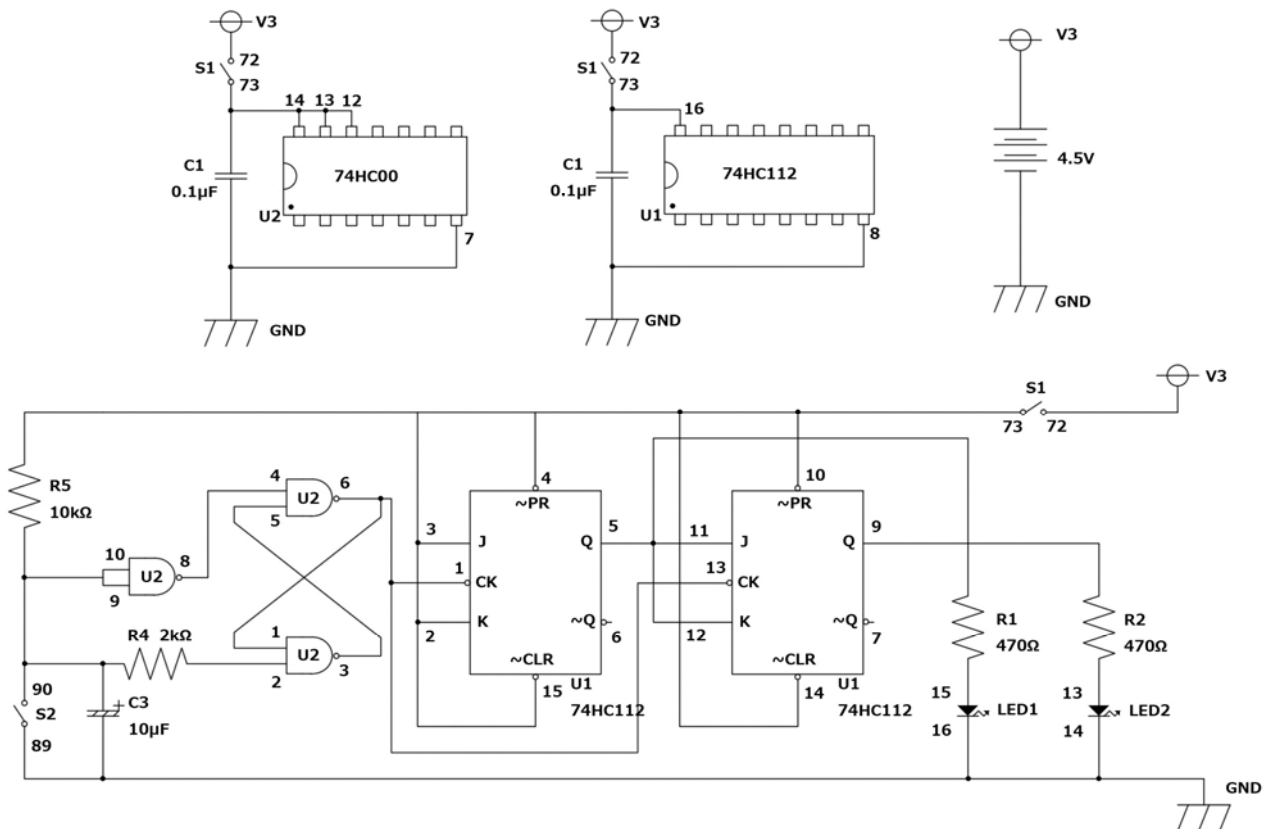 V3
72
S1
73
14 13 12
C1
0.1μF
74HC00
U2
7
GND
V3
72
S1
73
16
C1
0.1μF
74HC112
U1
8
GND
V3
4.5V
GND
S1
73 72
V3
R5
10kΩ
4
5
U2
6
10
9
U2
8
R4 2kΩ
1
2
U2
3
90
S2
89
C3
+
10μF
4
~PR
3
J
Q
5
1
CK
2
K
~Q
6
~CLR
15
U1
74HC112
10
~PR
11
J
Q
9
13
CK
12
K
~Q
7
~CLR
14
U1
74HC112
R1
470Ω
15
16
LED1
R2
470Ω
13
14
LED2
GND